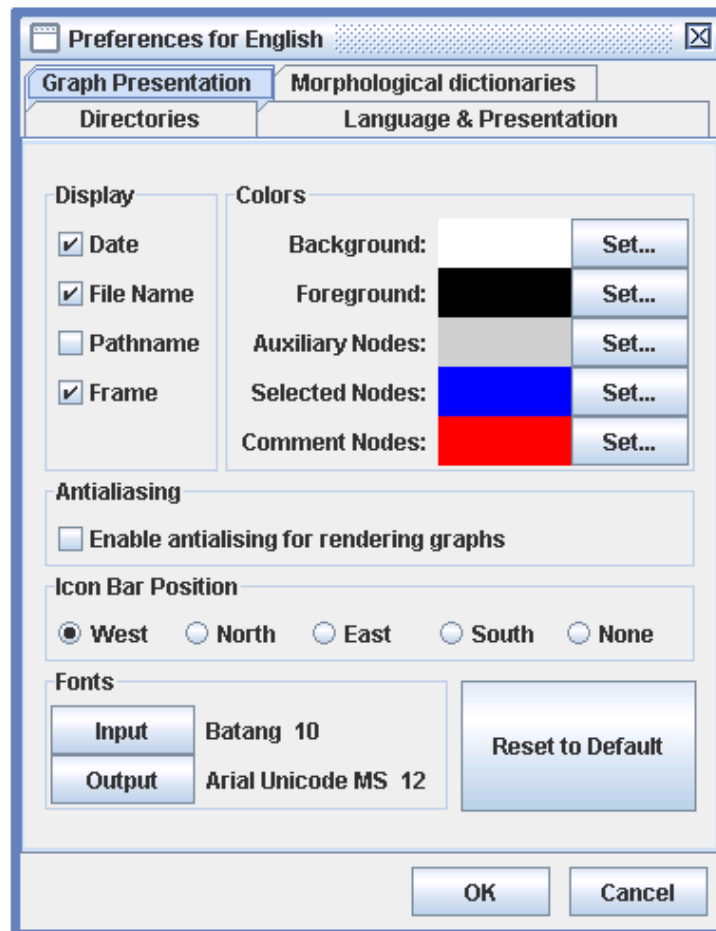 Preferences for English
Graph Presentation Morphological dictionaries
Directories Language & Presentation
Display
Date
File Name
Pathname
Frame
Colors
Background: Set...
Foreground: Set...
Auxiliary Nodes: Set...
Selected Nodes: Set...
Comment Nodes: Set...
Antialiasing
Enable antialising for rendering graphs
Icon Bar Position
West North East South None
Fonts
Input Batang 10
Output Arial Unicode MS 12
Reset to Default
OK Cancel